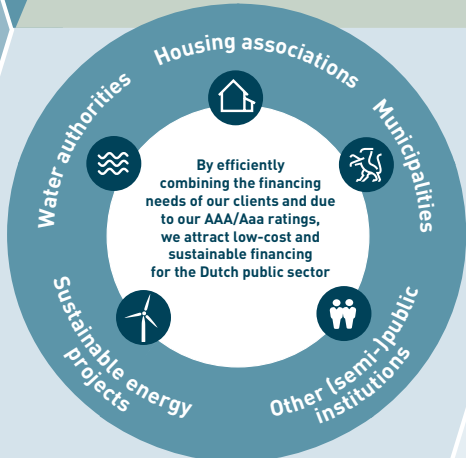 Housing associations
Municipalities
Other (semi-)public
institutions
Sustainable energy
projects
Water authorities
By efficiently
combining the financing
needs of our clients and due
to our AAA/Aaa ratings,
we attract low-cost and
sustainable financing
for the Dutch public sector